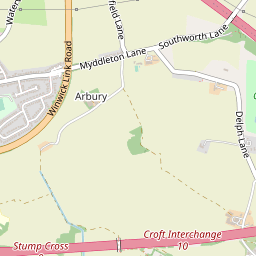 Myddleton Lane
Southworth Lane
Winwick Link Road
Arbury
Delph Lane
Croft Interchange
10
Stump Cross